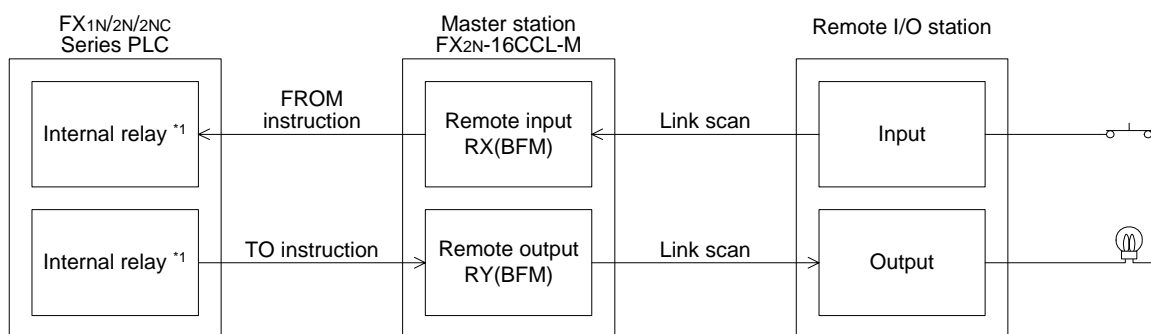 FX1N/2N/2NC
Series PLC
Master station
FX2N-16CCL-M
Remote I/O station
Internal relay *1
FROM
instruction
Remote input
RX(BFM)
Link scan
Input
Internal relay *1
TO instruction
Remote output
RY(BFM)
Link scan
Output